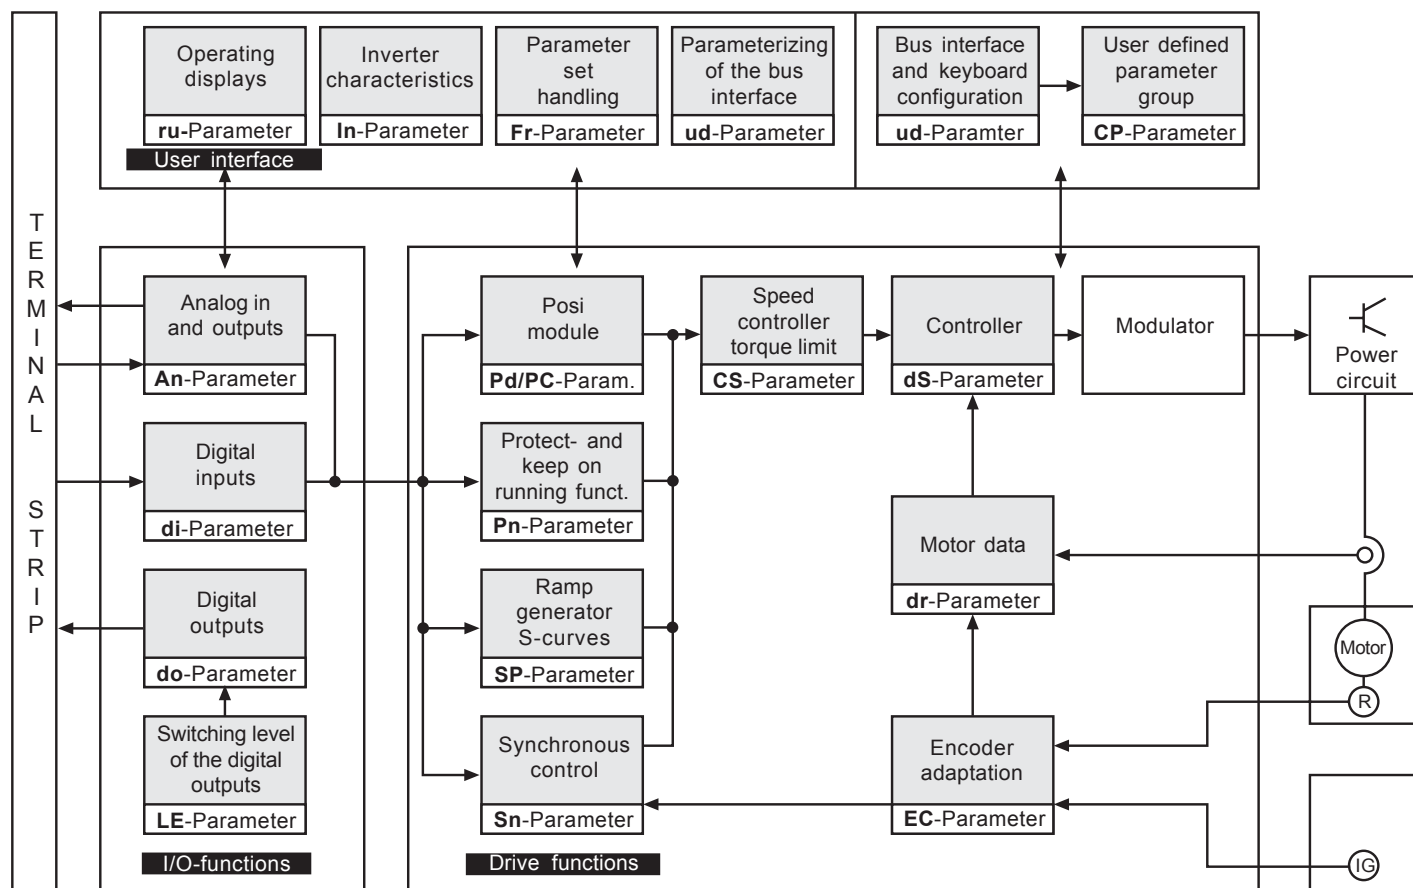 Operating
displays
ru-Parameter
Inverter
characteristics
In-Parameter
Parameter
set
handling
Fr-Parameter
Parameterizing
of the bus
interface
ud-Parameter
Bus interface
and keyboard
configuration
ud-Paramter
User defined
parameter
group
CP-Parameter
User interface
TERMINAL STRIP
Analog in
and outputs
An-Parameter
Digital
inputs
di-Parameter
Digital
outputs
do-Parameter
Switching level
of the digital
outputs
LE-Parameter
I/O-functions
Posi
module
Pd/PC-Param.
Protect- and
keep on
running funct.
Pn-Parameter
Ramp
generator
S-curves
SP-Parameter
Synchronous
control
Sn-Parameter
Drive functions
Speed
controller
torque limit
CS-Parameter
Controller
dS-Parameter
Modulator
Motor data
dr-Parameter
Encoder
adaptation
EC-Parameter
Power
circuit
Motor
R
IG